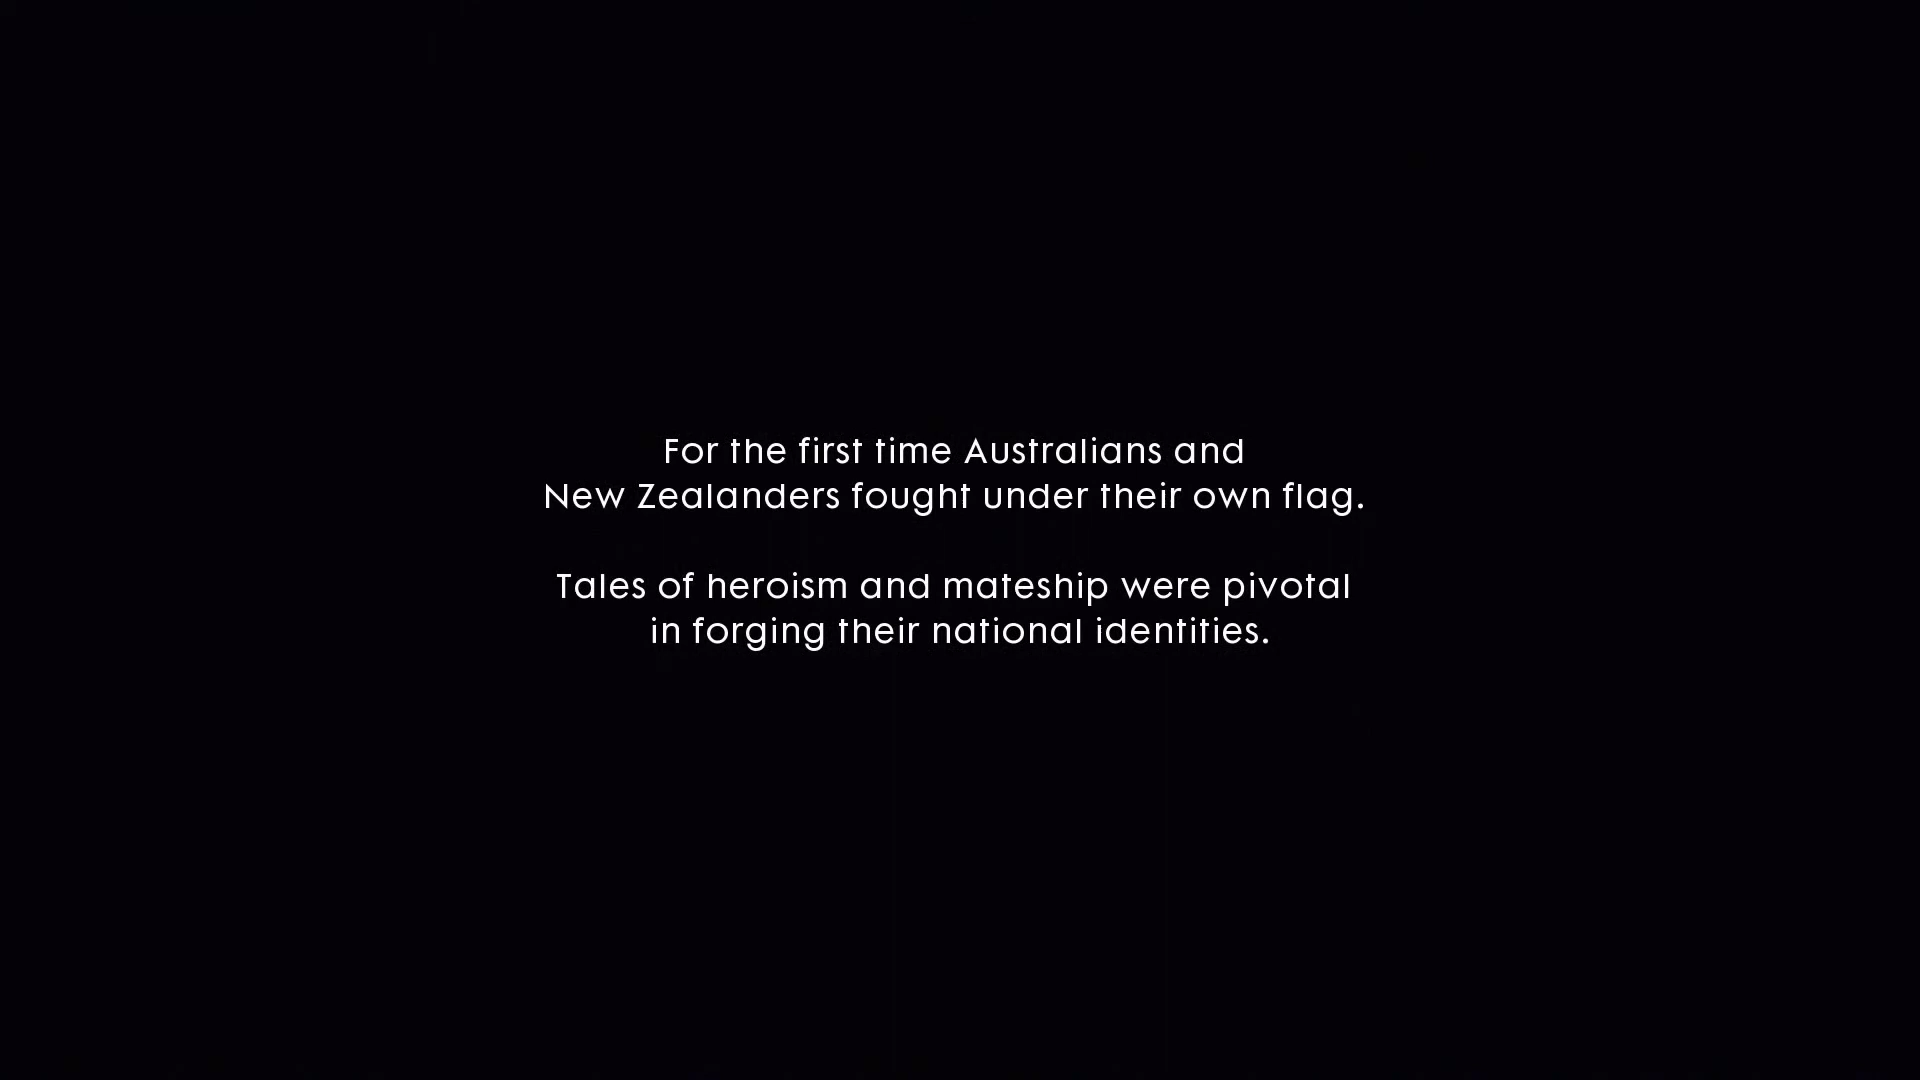 For the first time Australians and
New Zealanders fought under their own flag.
Tales of heroism and mateship were pivotal
in forging their national identities.